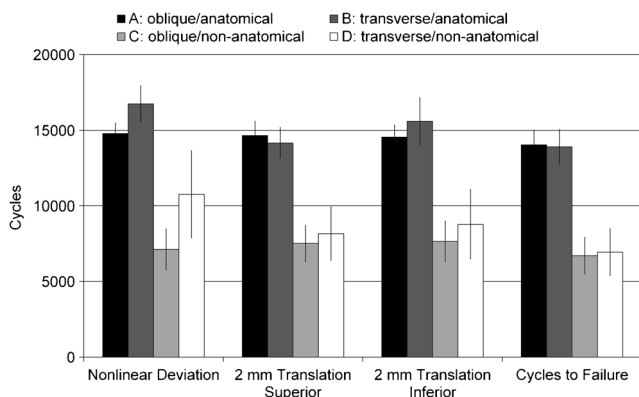 A: oblique/anatomical B: transverse/anatomical
C: oblique/non-anatomical D: transverse/non-anatomical
20000
15000
10000
5000
0
Cycles
Nonlinear Deviation
2 mm Translation
Superior
2 mm Translation
Inferior
Cycles to Failure